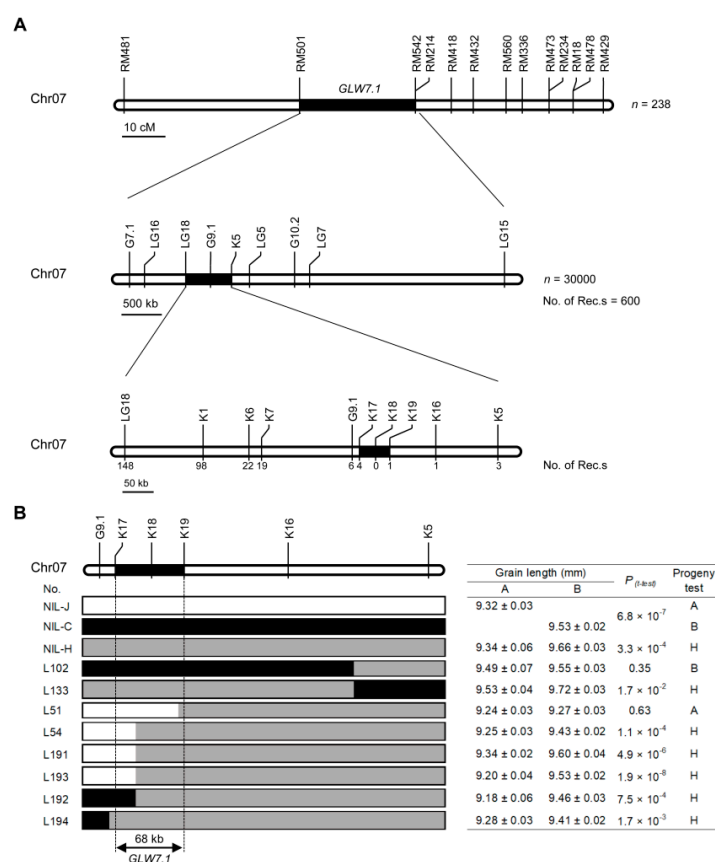 A
RM481 RM501 RM542 RM214 RM418 RM432 RM560 RM336 RM473 RM234 RM18 RM478 RM429
GLW7.1
Chr07
n = 238
10 cM
G7.1 LG16 LG18 G9.1 K5 LG5 G10.2 LG7 LG15
Chr07
n = 30000
500 kb
No. of Rec.s = 600
LG18 K1 K6 K7 G9.1 K17 K18 K19 K16 K5
Chr07
148 98 22 19 6 4 0 1 1 3 No. of Rec.s
50 kb
B
G9.1 K17 K18 K19 K16 K5
Chr07
No.
Grain length (mm) P (t-test) Progeny test
A B
NIL-J 9.32 ± 0.03 A
6.8 × 10-7
NIL-C 9.53 ± 0.02 B
NIL-H 9.34 ± 0.06 9.66 ± 0.03 3.3 × 10-4 H
L102 9.49 ± 0.07 9.55 ± 0.03 0.35 B
L133 9.53 ± 0.04 9.72 ± 0.03 1.7 × 10-2 H
L51 9.24 ± 0.03 9.27 ± 0.03 0.63 A
L54 9.25 ± 0.03 9.43 ± 0.02 1.1 × 10-4 H
L191 9.34 ± 0.02 9.60 ± 0.04 4.9 × 10-6 H
L193 9.20 ± 0.04 9.53 ± 0.02 1.9 × 10-8 H
L192 9.18 ± 0.06 9.46 ± 0.03 7.5 × 10-4 H
L194 9.28 ± 0.03 9.41 ± 0.02 1.7 × 10-3 H
68 kb
GLW7.1